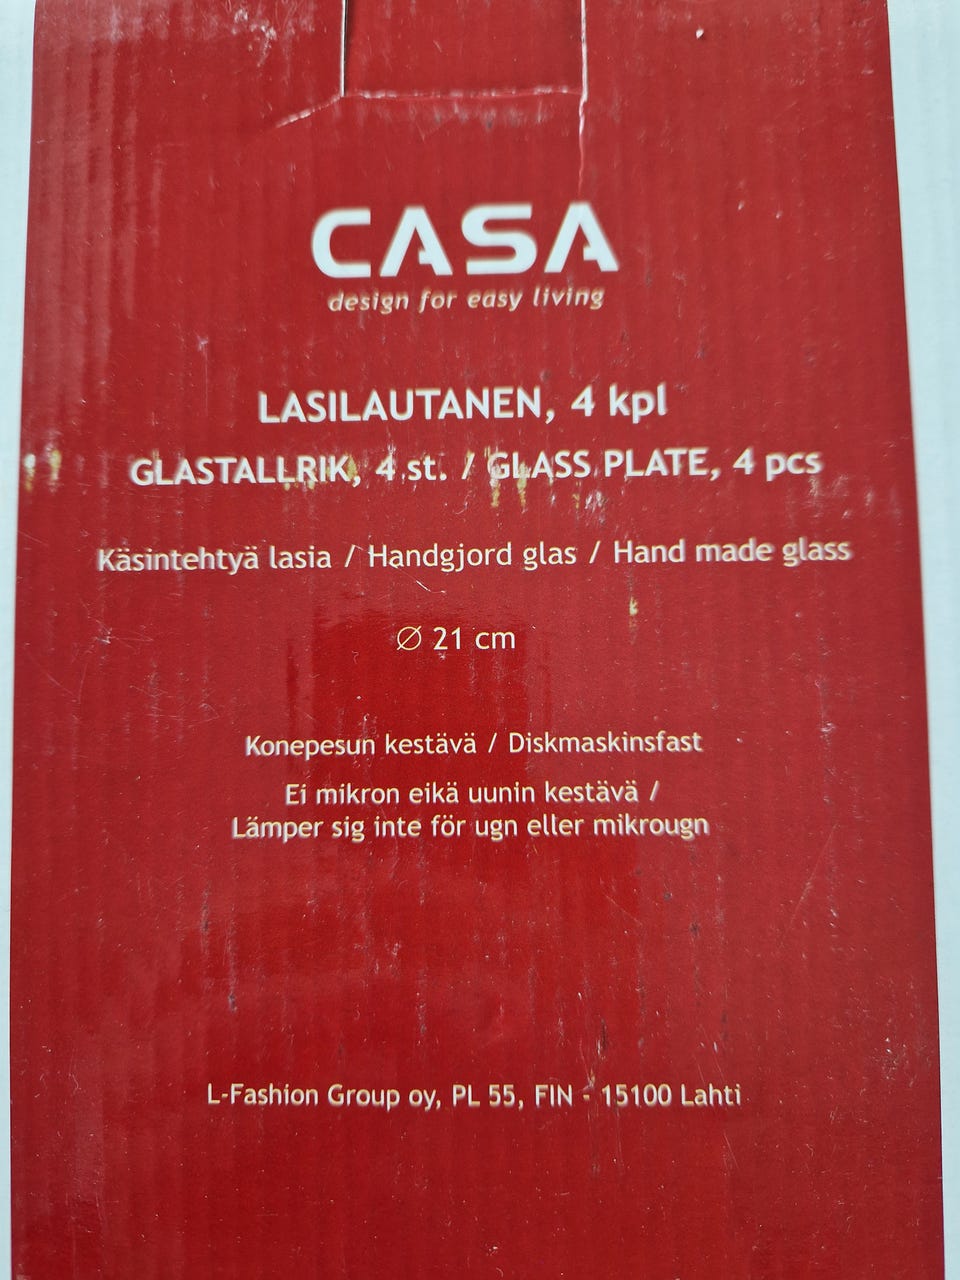 CASA
design for easy living
LASILAUTANEN, 4 kpl
GLASTALLRIK, 4 st. / GLASS PLATE, 4 pcs
Käsintehtyä lasia / Handgjord glas / Hand made glass
∅ 21 cm
Konepesun kestävä / Diskmaskinsfast
Ei mikron eikä uunin kestävä /
Lämper sig inte för ugn eller mikrougn
L-Fashion Group oy, PL 55, FIN - 15100 Lahti